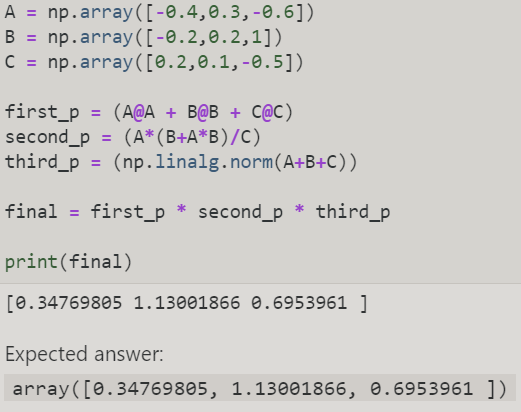 A = np.array([-0.4,0.3,-0.6])
B = np.array([-0.2,0.2,1])
C = np.array([0.2,0.1,-0.5])
first_p = (A@A + B@B + C@C)
second_p = (A*(B+A*B)/C)
third_p = (np.linalg.norm(A+B+C))
final = first_p * second_p * third_p
print(final)
[0.34769805 1.13001866 0.6953961 ]
Expected answer:
array([0.34769805, 1.13001866, 0.6953961 ])